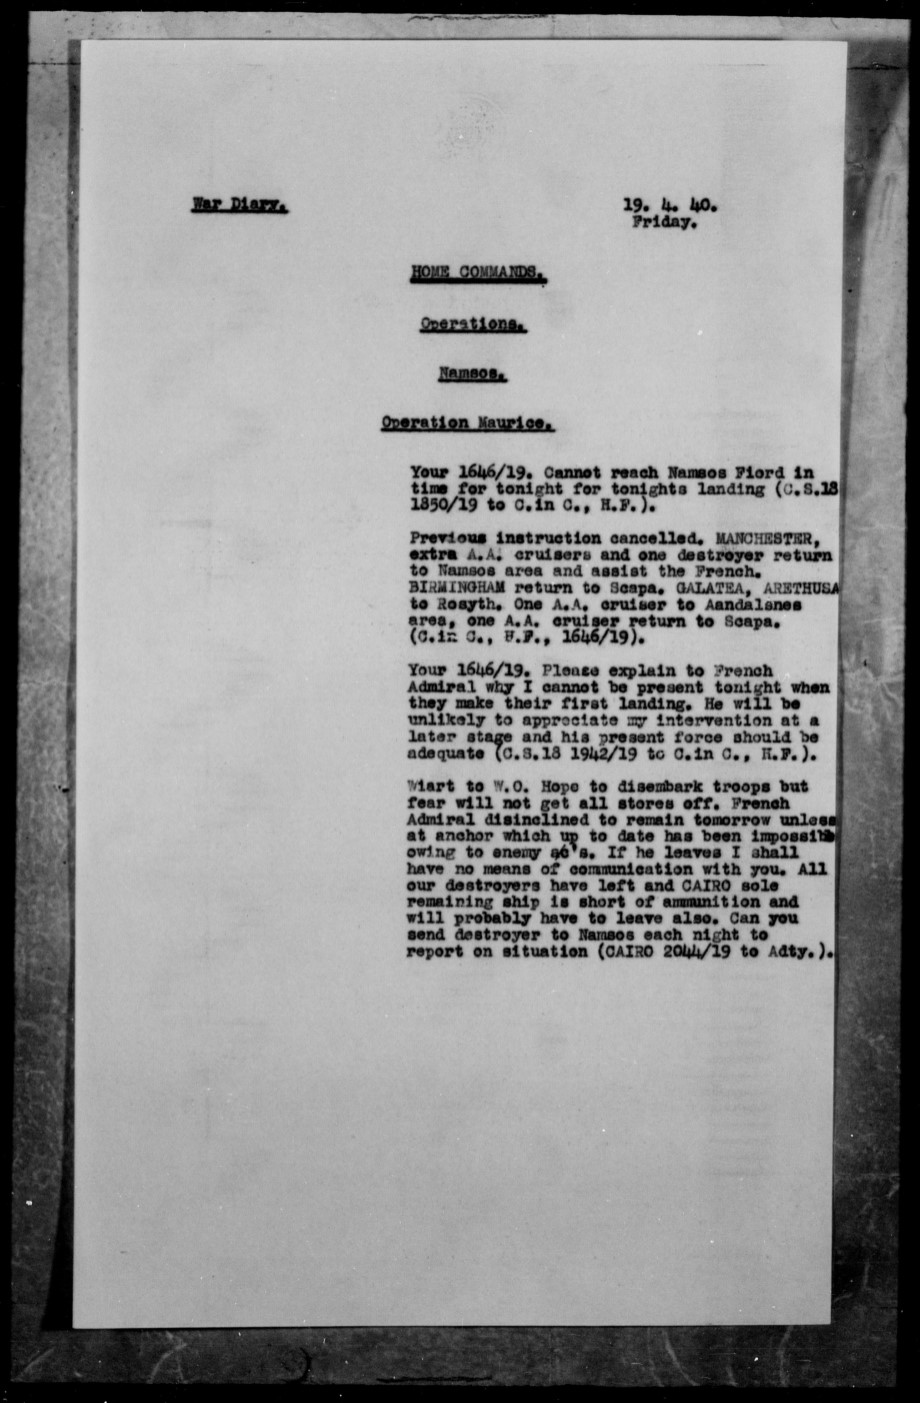 War Diary.
19. 4. 40.
Friday.
HOME COMMANDS.
Operations.
Namsos.
Operation Maurice.
Your 1646/19. Cannot reach Namsos Fiord in
time for tonight for tonights landing (C.S.18
1850/19 to C.in C., H.F.).
Previous instruction cancelled. MANCHESTER,
extra A.A. cruisers and one destroyer return
to Namsos area and assist the French.
BIRMINGHAM return to Scapa. GALATEA, ARETHUSA
to Rosyth. One A.A. cruiser to Aandalsnes
area, one A.A. cruiser return to Scapa.
(C.in C., H.F., 1646/19).
Your 1646/19. Please explain to French
Admiral why I cannot be present tonight when
they make their first landing. He will be
unlikely to appreciate my intervention at a
later stage and his present force should be
adequate (C.S.18 1942/19 to C.in C., H.F.).
Wiart to W.O. Hope to disembark troops but
fear will not get all stores off. French
Admiral disinclined to remain tomorrow unless
at anchor which up to date has been impossible
owing to enemy ac's. If he leaves I shall
have no means of communication with you. All
our destroyers have left and CAIRO sole
remaining ship is short of ammunition and
will probably have to leave also. Can you
send destroyer to Namsos each night to
report on situation (CAIRO 2044/19 to Adty.).